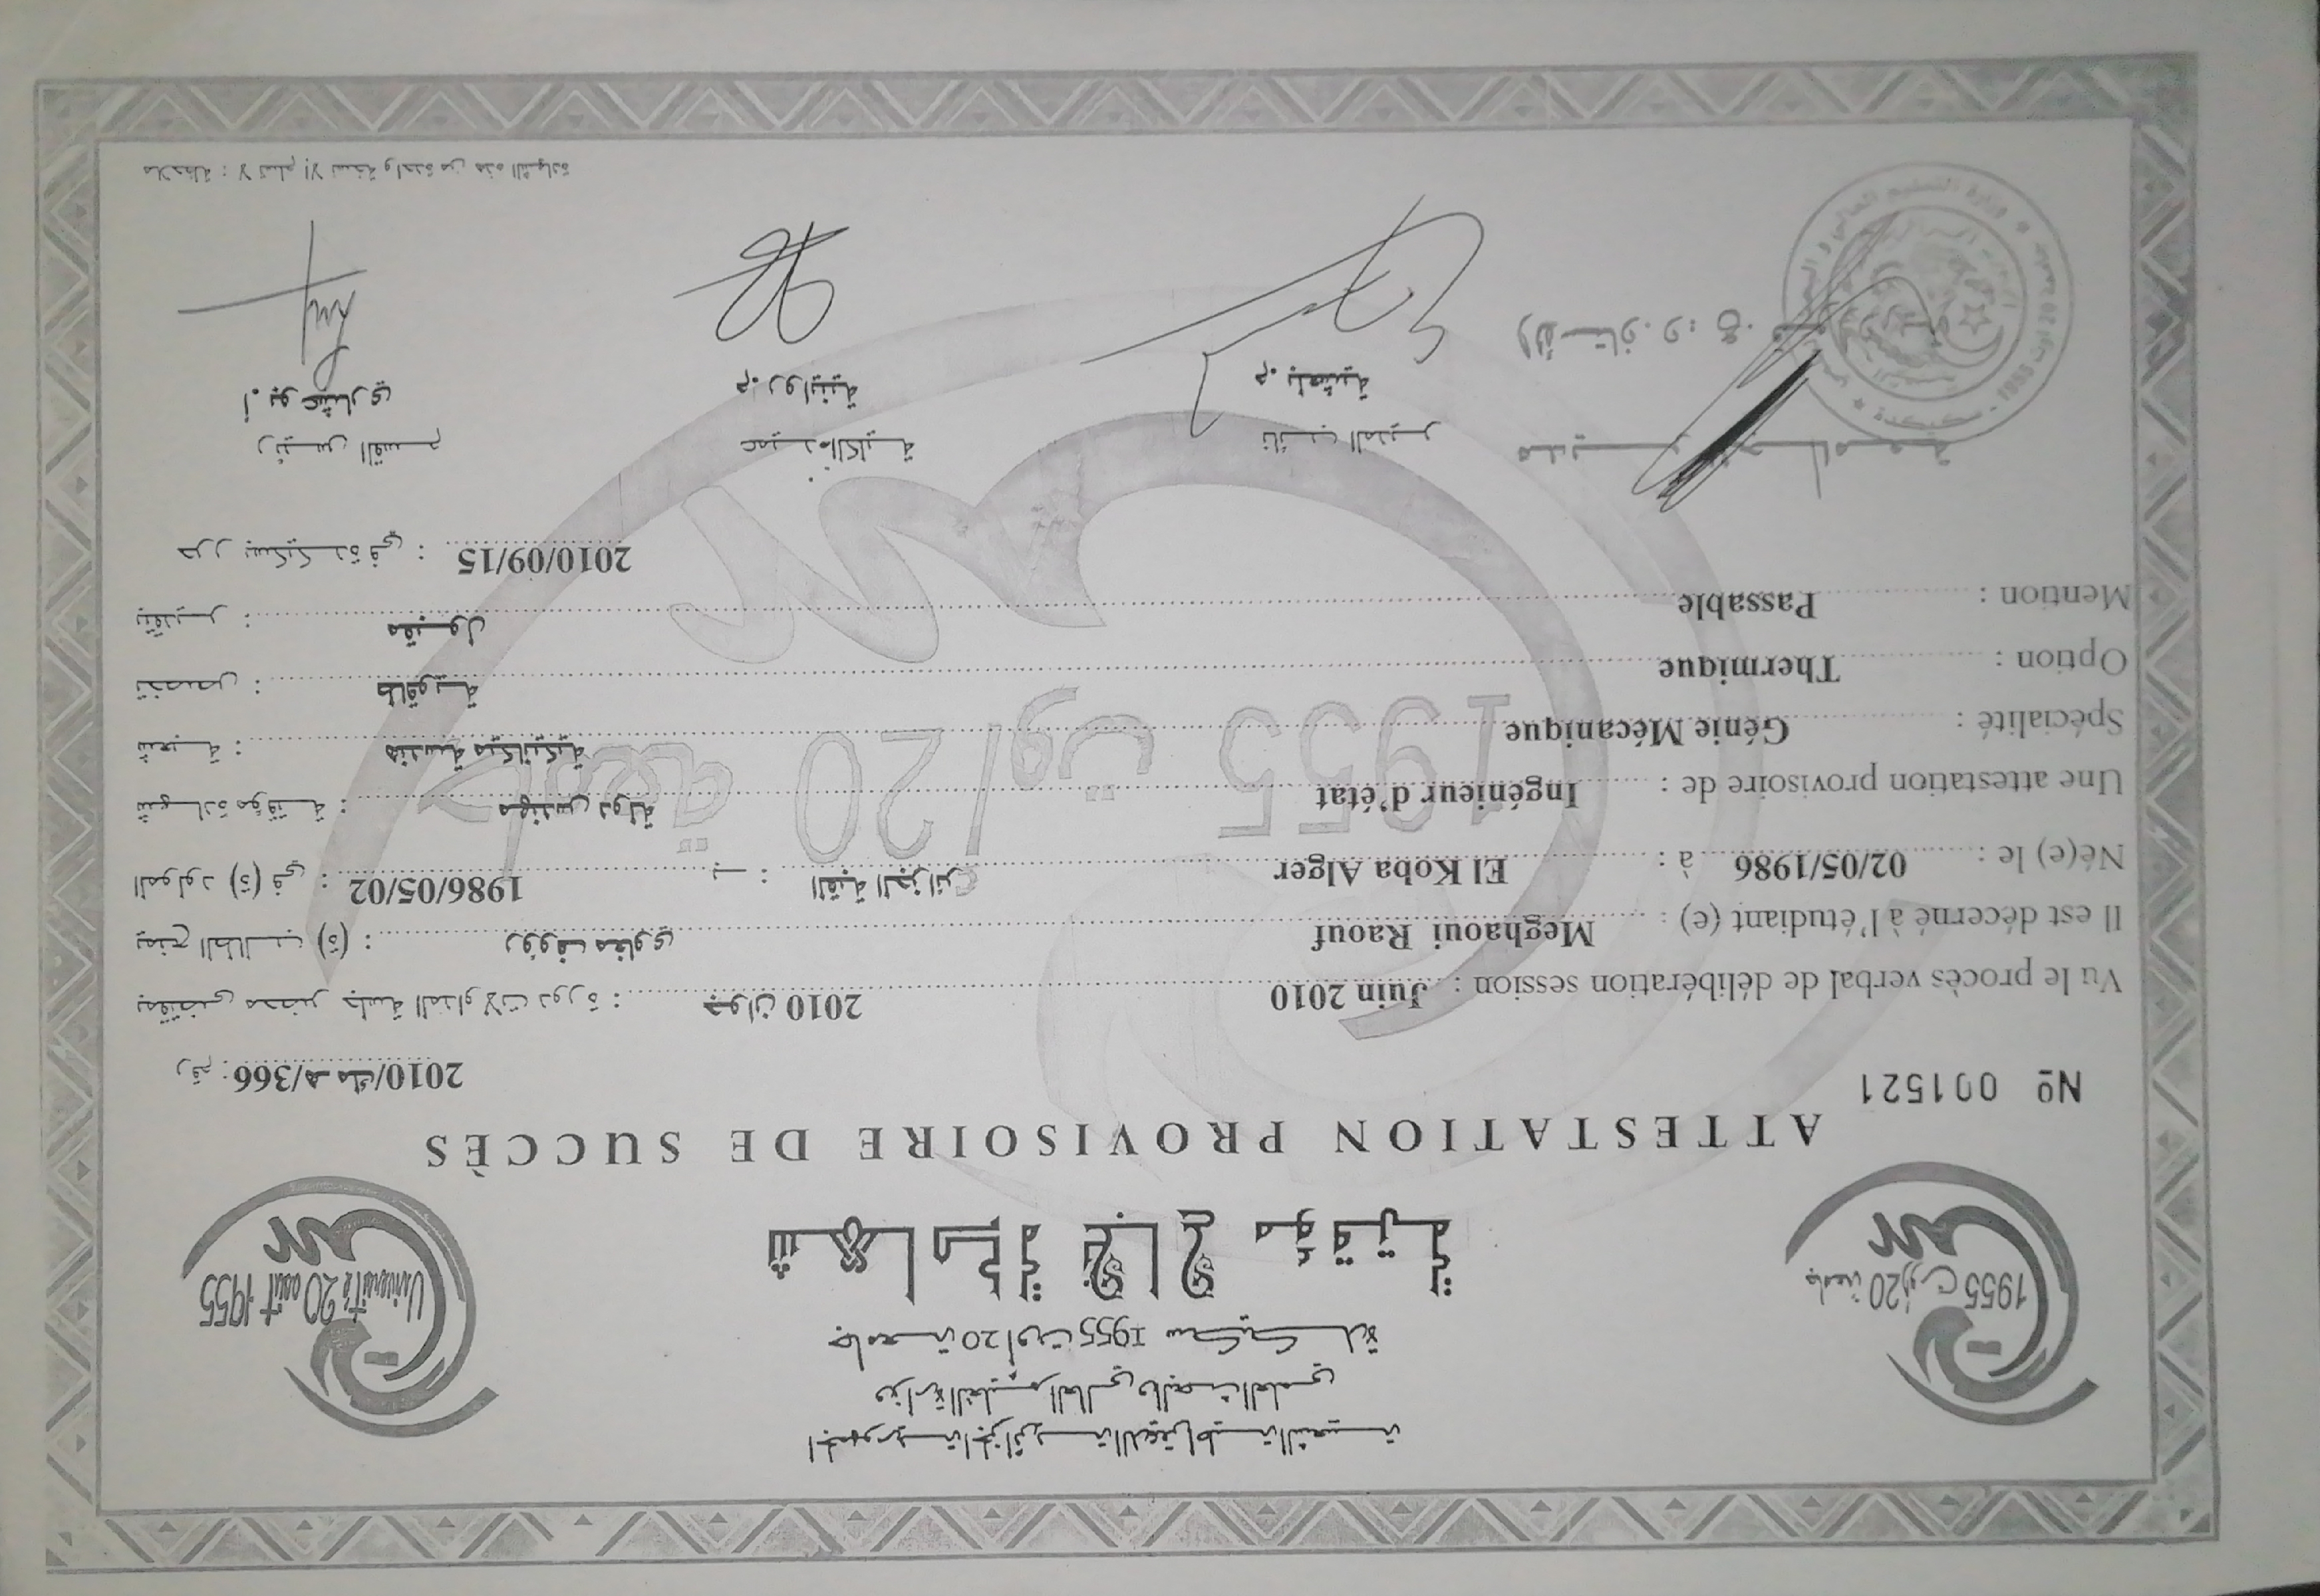 الجمهورية الجزائرية الديمقراطية الشعبية
وزارة التعليم العالي والبحث العلمي
جامعة 20 أوت 1955 سكيكدة
جامعة 20 أوت 1955
Université 20 août 1955
شهادة نجاح مؤقتة
ATTESTATION PROVISOIRE DE SUCCÈS
Nº 001521
رقم : 366/هـ مك/2010
Vu le procès verbal de délibération session : Juin 2010
بمقتضى محضر جلسة المداولات دورة : جوان 2010
Il est décerné à l'étudiant (e) : Meghaoui Raouf
يمنح الطالب (ة) : رؤوف مغاوي
Né(e) le : 02/05/1986 à : El Koba Alger
المولود (ة) في : 1986/05/02 بـ : القبة الجزائر
Une attestation provisoire de : Ingénieur d'état
شهادة مؤقتة : مهندس دولة
Spécialité : Génie Mécanique
شعبة : هندسة ميكانيكية
Option : Thermique
تخصص : طاقوية
Mention : Passable
بتقدير : مقبول
جامعة 20 اوت 1955
حرر بسكيكدة في : 2010/09/15
رئيس القسم
أ. بوعشاري
عميد الكلية
م. رواينية
نائب المدير
م. بلعشية
مدير الجامعة
الأستاذ. د: ع.
ملاحظة : لا تسلم إلا نسخة واحدة من هذه الشهادة